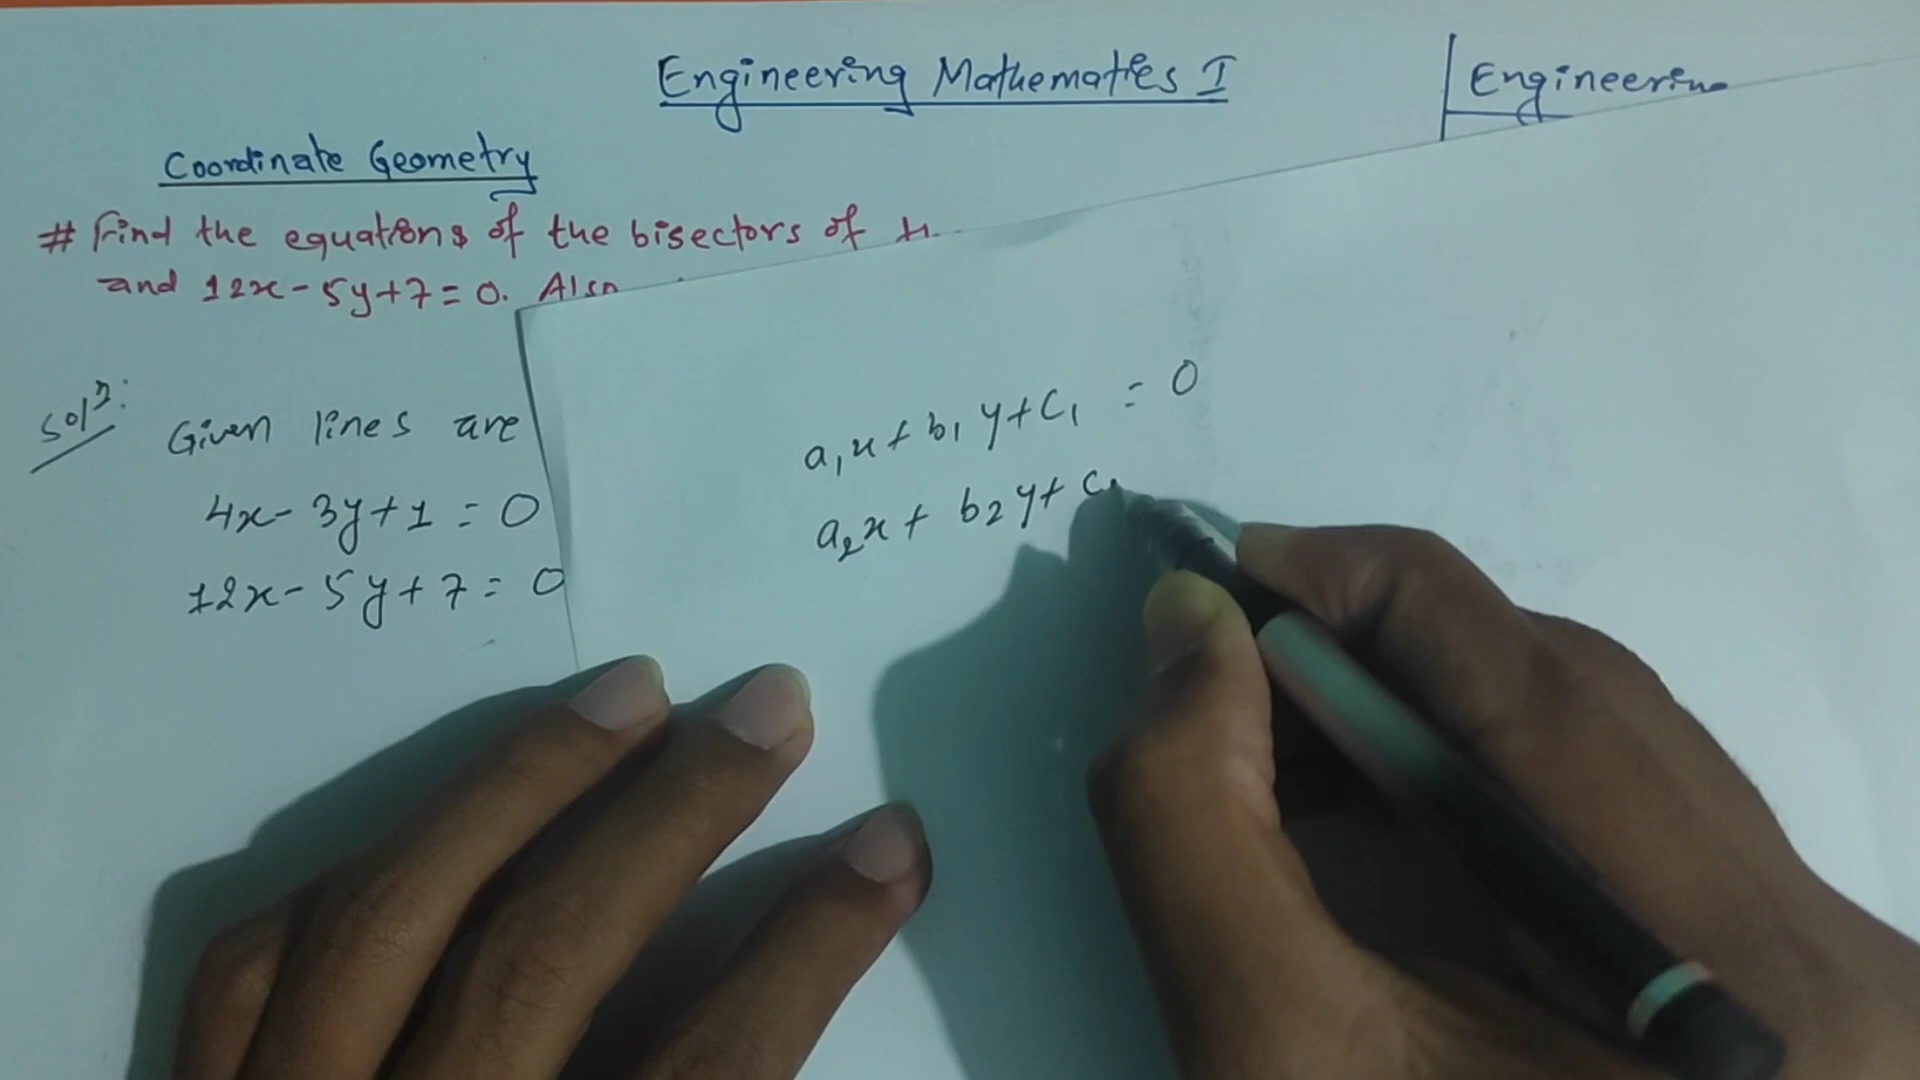 Engineering Mathematics I
Engineerin
Coordinate Geometry
# Find the equations of the bisectors of
and 12x - 5y + 7 = 0. Also
Solⁿ:
Given lines are
4x - 3y + 1 = 0
12x - 5y + 7 = 0
a₁x + b₁y + c₁ = 0
a₂x + b₂y + c